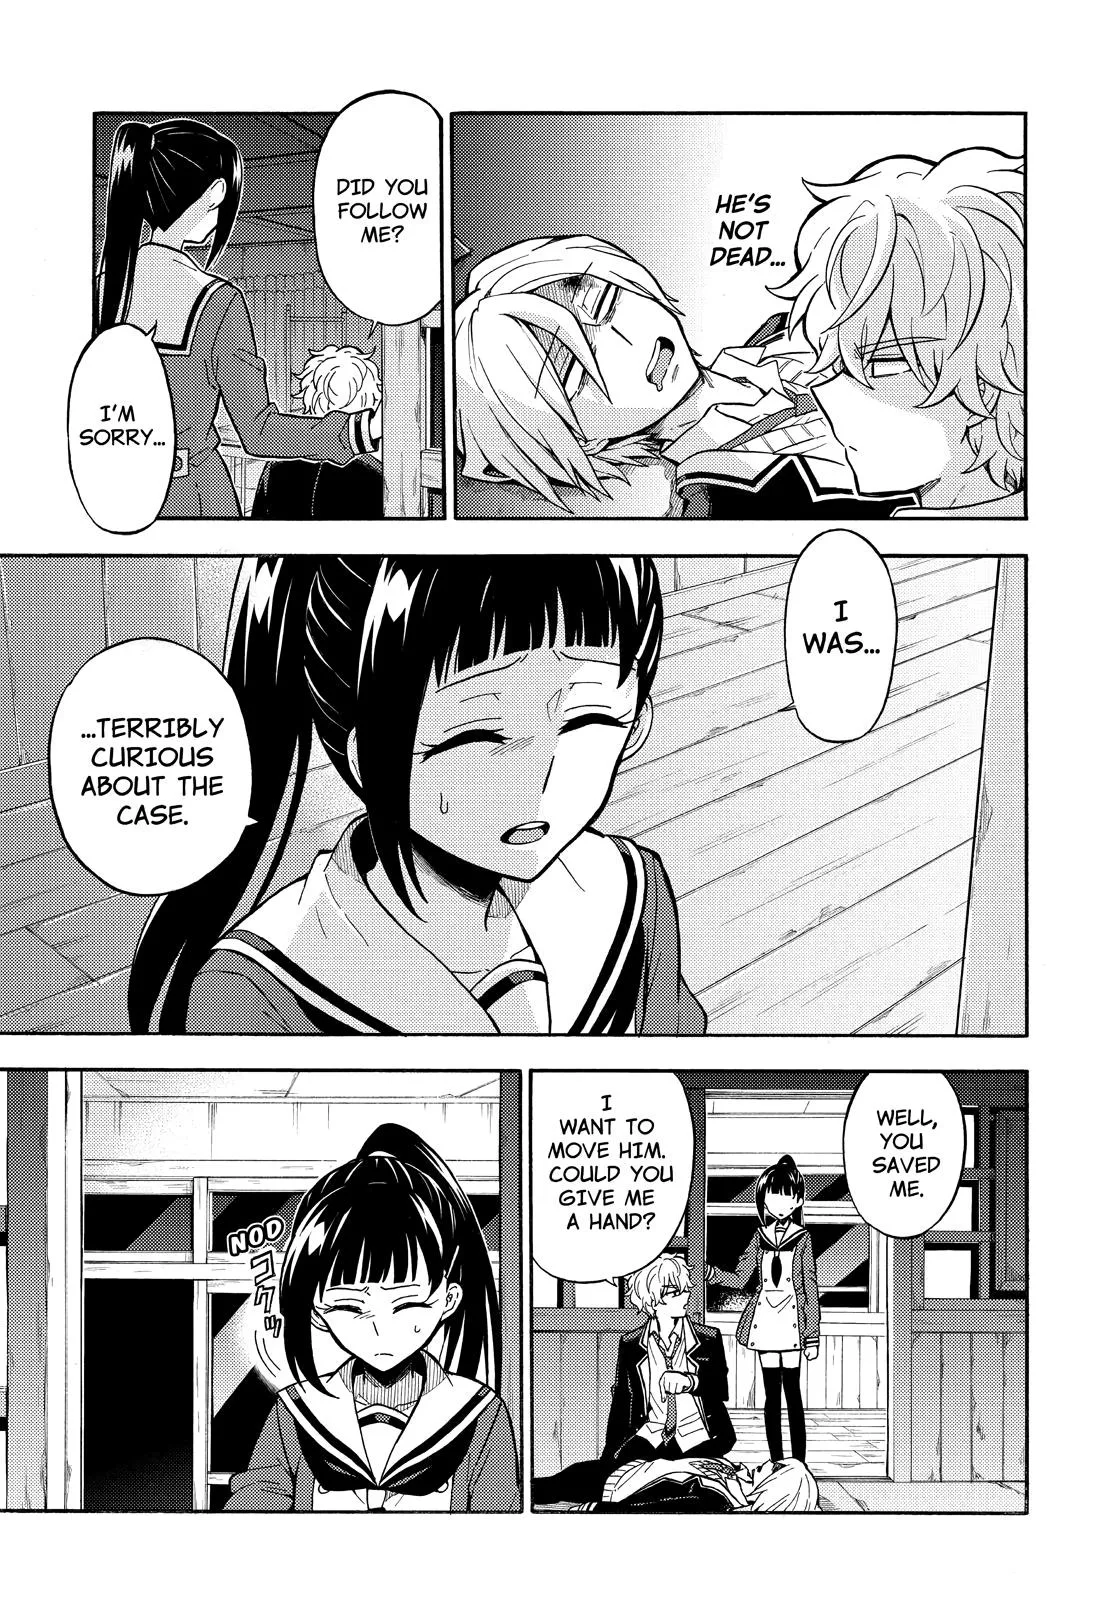 HE'S
NOT
DEAD...
DID YOU
FOLLOW
ME?
I'M
SORRY...
I
WAS...
...TERRIBLY
CURIOUS
ABOUT THE
CASE.
WELL,
YOU
SAVED
ME.
I
WANT TO
MOVE HIM.
COULD YOU
GIVE ME
A HAND?
NOD
コクッ